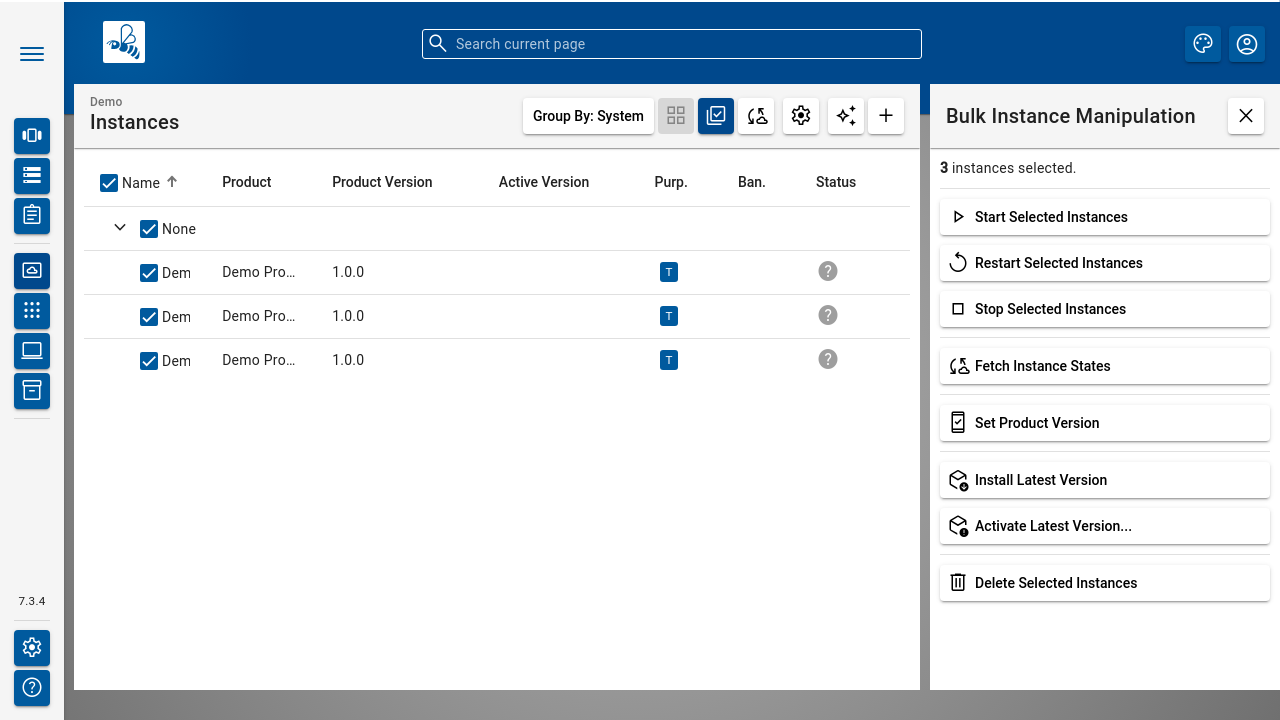 Search current page
Demo
Instances
Group By: System
Bulk Instance Manipulation
3 instances selected.
Name Product Product Version Active Version Purp. Ban. Status
None
Dem Demo Pro... 1.0.0 T ?
Dem Demo Pro... 1.0.0 T ?
Dem Demo Pro... 1.0.0 T ?
Start Selected Instances
Restart Selected Instances
Stop Selected Instances
Fetch Instance States
Set Product Version
Install Latest Version
Activate Latest Version...
Delete Selected Instances
7.3.4